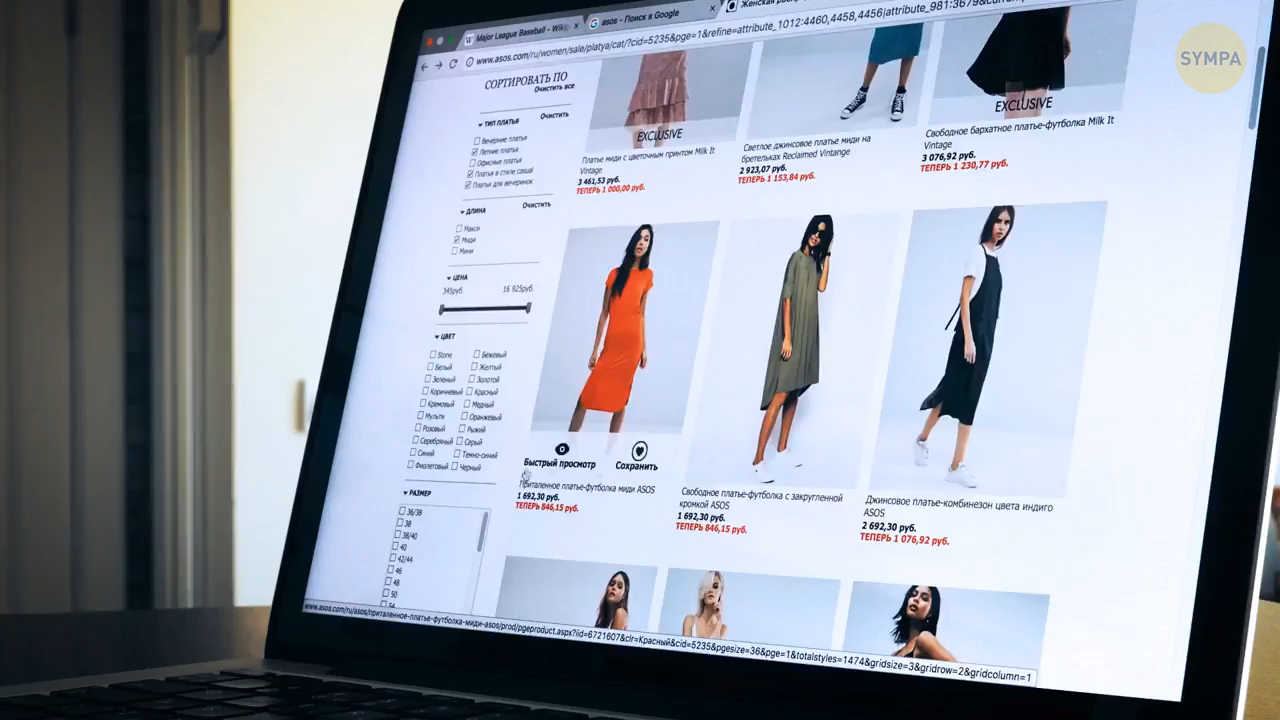 Major League Baseball - Wikip
asos - Поиск в Google
www.asos.com/ru/women/sale/platya/cat/?cid=5235&pge=1&refine=attribute_1012:4460,4458,4456|attribute_981:3679&
SYMPA
СОРТИРОВАТЬ ПО
Очистить все
ТИП ПЛАТЬЯ
Очистить
Вечерние платья
Летние платья
Офисные платья
Платья в стиле casual
Платья для вечеринок
ДЛИНА
Очистить
Макси
Миди
Мини
ЦЕНА
345руб.
16 925руб.
ЦВЕТ
Stone
Бежевый
Белый
Желтый
Зеленый
Золотой
Коричневый
Красный
Кремовый
Медный
Мульти
Оранжевый
Розовый
Рыжий
Серебряный
Серый
Синий
Темно-синий
Фиолетовый
Черный
РАЗМЕР
36/38
38
38/40
40
42/44
46
48
50
54
EXCLUSIVE
Платье миди с цветочным принтом Milk It
Vintage
3 461,53 руб.
ТЕПЕРЬ 1 000,00 руб.
Светлое джинсовое платье миди на
бретельках Reclaimed Vintange
2 923,07 руб.
ТЕПЕРЬ 1 153,84 руб.
EXCLUSIVE
Свободное бархатное платье-футболка Milk It
Vintage
3 076,92 руб.
ТЕПЕРЬ 1 230,77 руб.
Быстрый просмотр
Сохранить
Приталенное платье-футболка миди ASOS
1 692,30 руб.
ТЕПЕРЬ 846,15 руб.
Свободное платье-футболка с закругленной
кромкой ASOS
1 692,30 руб.
ТЕПЕРЬ 846,15 руб.
Джинсовое платье-комбинезон цвета индиго
ASOS
2 692,30 руб.
ТЕПЕРЬ 1 076,92 руб.
www.asos.com/ru/asos/приталенное-платье-футболка-миди-asos/prod/pgeproduct.aspx?iid=6721607&clr=Красный&cid=5235&pgesize=36&pge=1&totalstyles=1474&gridsize=3&gridrow=2&gridcolumn=1